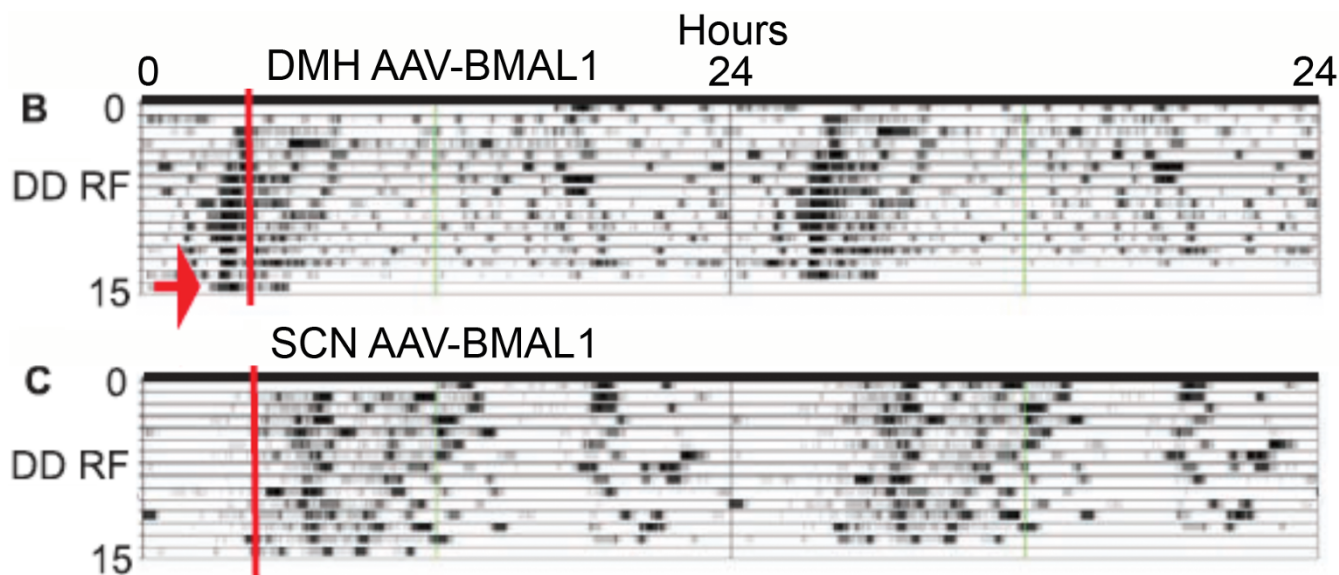 Hours
0 DMH AAV-BMAL1 24 24
B 0
DD RF
15
SCN AAV-BMAL1
C 0
DD RF
15